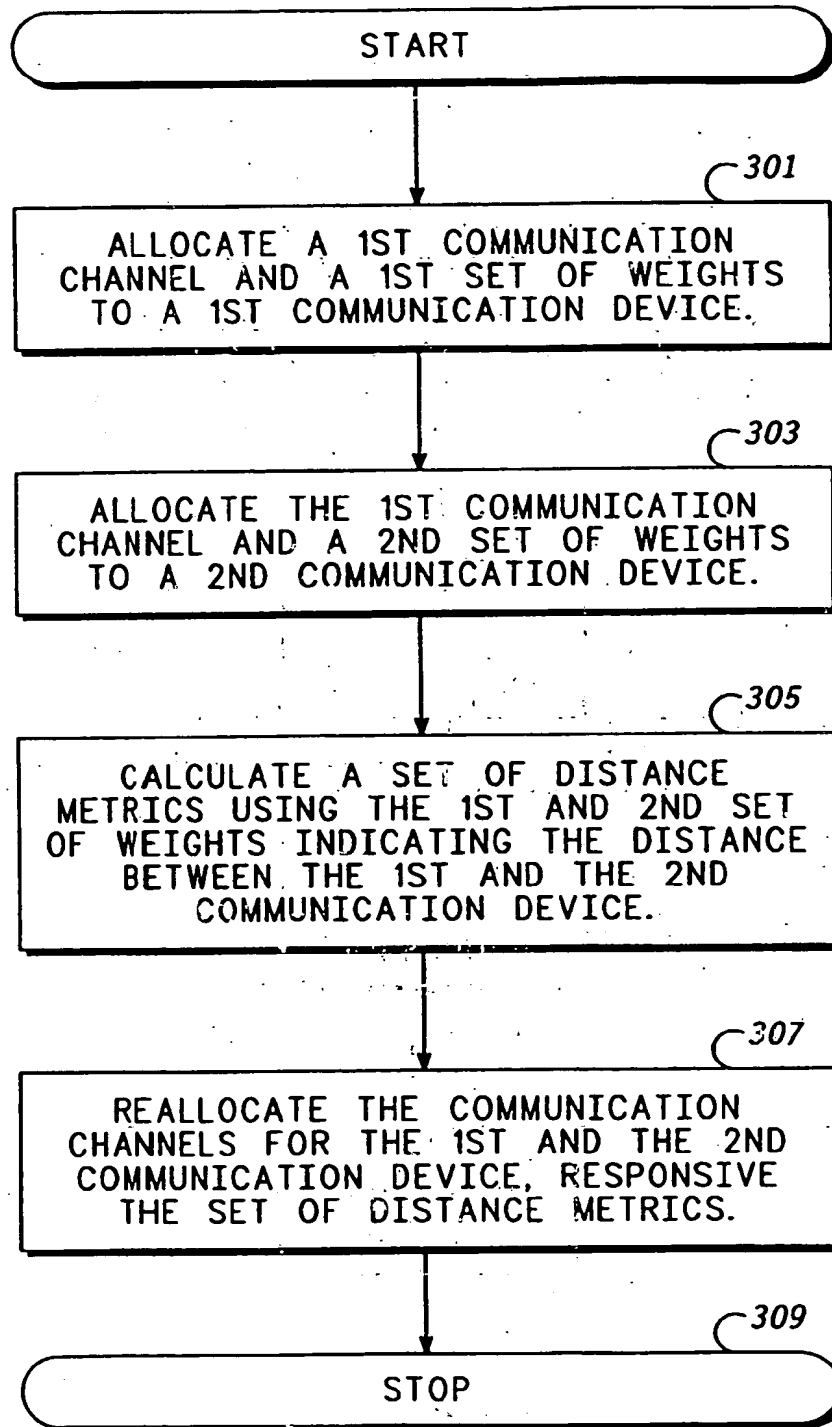 START
301
ALLOCATE A 1ST COMMUNICATION
CHANNEL AND A 1ST SET OF WEIGHTS
TO A 1ST COMMUNICATION DEVICE.
303
ALLOCATE THE 1ST COMMUNICATION
CHANNEL AND A 2ND SET OF WEIGHTS
TO A 2ND COMMUNICATION DEVICE.
305
CALCULATE A SET OF DISTANCE
METRICS USING THE 1ST AND 2ND SET
OF WEIGHTS INDICATING THE DISTANCE
BETWEEN THE 1ST AND THE 2ND
COMMUNICATION DEVICE.
307
REALLOCATE THE COMMUNICATION
CHANNELS FOR THE 1ST AND THE 2ND
COMMUNICATION DEVICE, RESPONSIVE
THE SET OF DISTANCE METRICS.
309
STOP